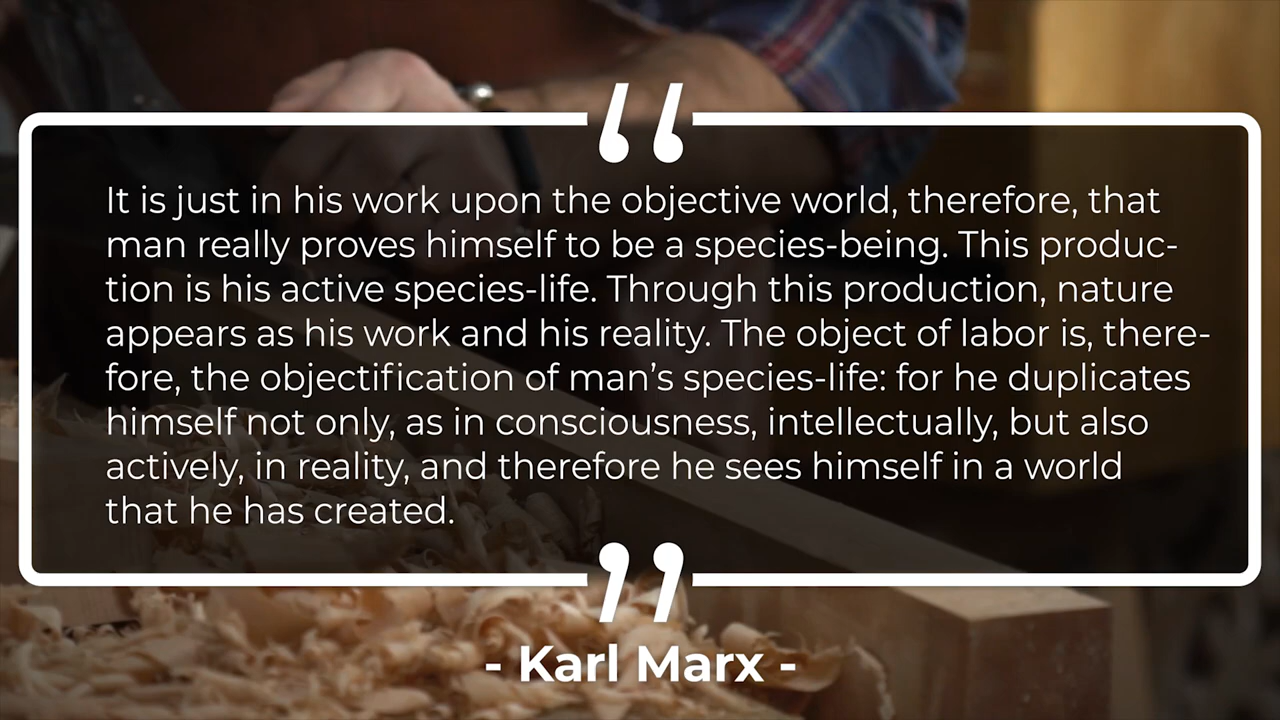 “
It is just in his work upon the objective world, therefore, that
man really proves himself to be a species-being. This produc-
tion is his active species-life. Through this production, nature
appears as his work and his reality. The object of labor is, there-
fore, the objectification of man’s species-life: for he duplicates
himself not only, as in consciousness, intellectually, but also
actively, in reality, and therefore he sees himself in a world
that he has created.
”
- Karl Marx -